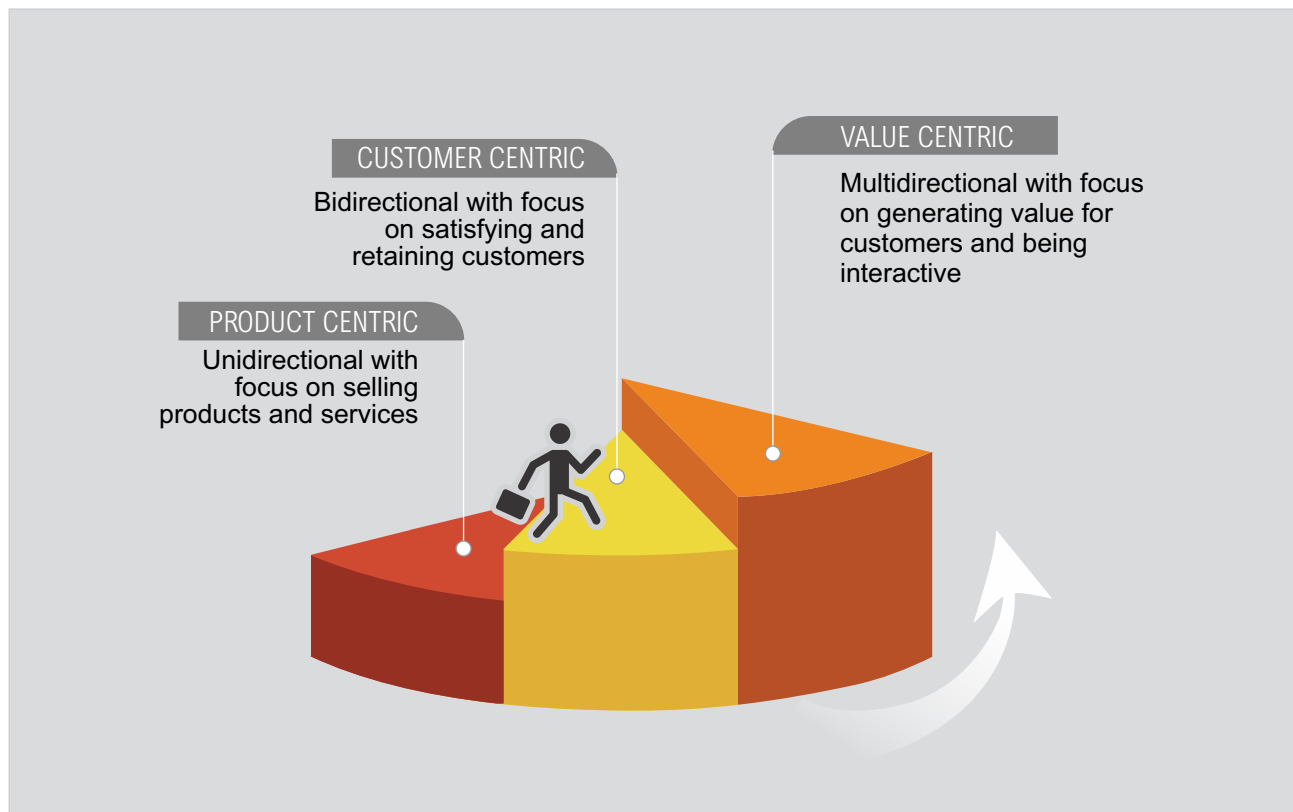 PRODUCT CENTRIC
Unidirectional with
focus on selling
products and services
CUSTOMER CENTRIC
Bidirectional with focus
on satisfying and
retaining customers
VALUE CENTRIC
Multidirectional with focus
on generating value for
customers and being
interactive